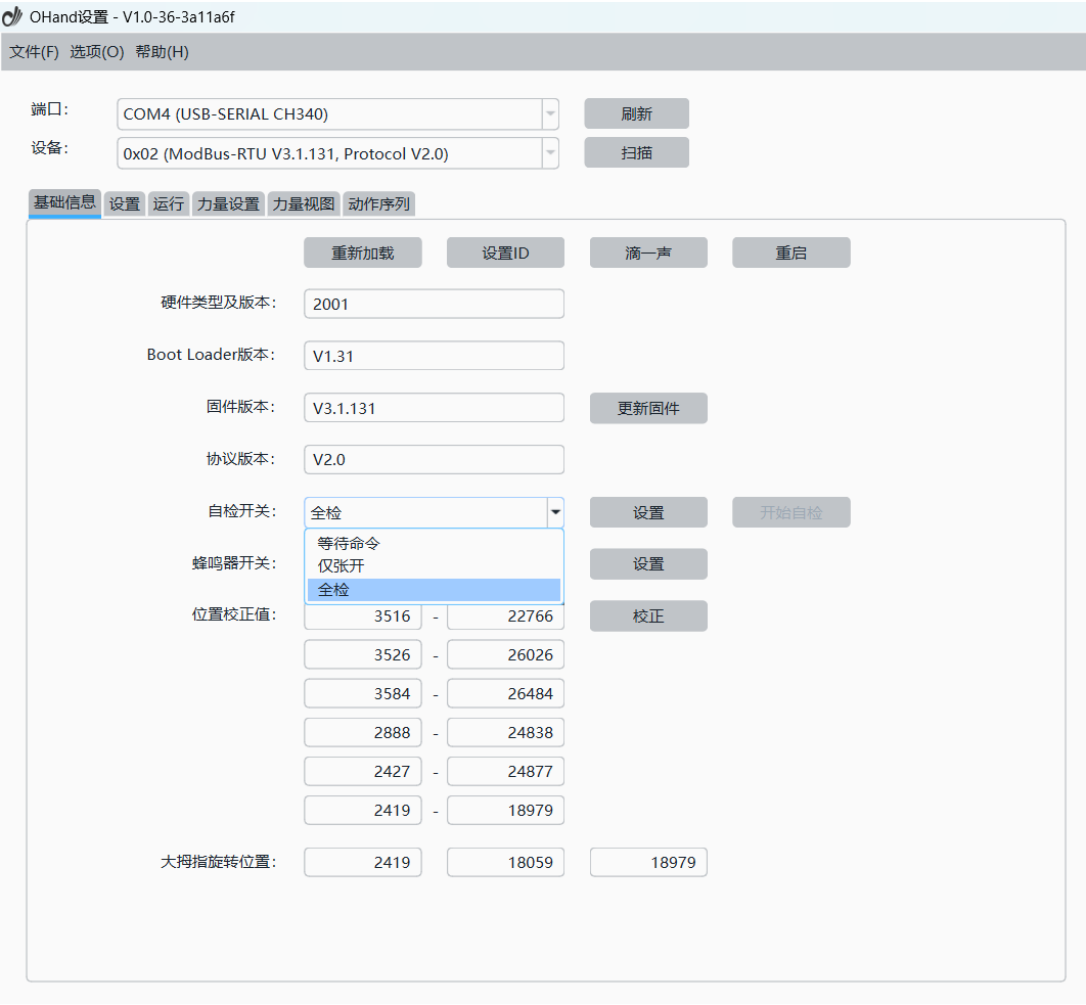 OHand设置 - V1.0-36-3a11a6f
文件(F) 选项(O) 帮助(H)
端口: COM4 (USB-SERIAL CH340) 刷新
设备: 0x02 (ModBus-RTU V3.1.131, Protocol V2.0) 扫描
基础信息 设置 运行 力量设置 力量视图 动作序列
重新加载 设置ID 滴一声 重启
硬件类型及版本: 2001
Boot Loader版本: V1.31
固件版本: V3.1.131 更新固件
协议版本: V2.0
自检开关: 全检 设置 开始自检
等待命令
蜂鸣器开关: 仅张开 设置
全检
位置校正值: 3516 - 22766 校正
3526 - 26026
3584 - 26484
2888 - 24838
2427 - 24877
2419 - 18979
大拇指旋转位置: 2419 18059 18979